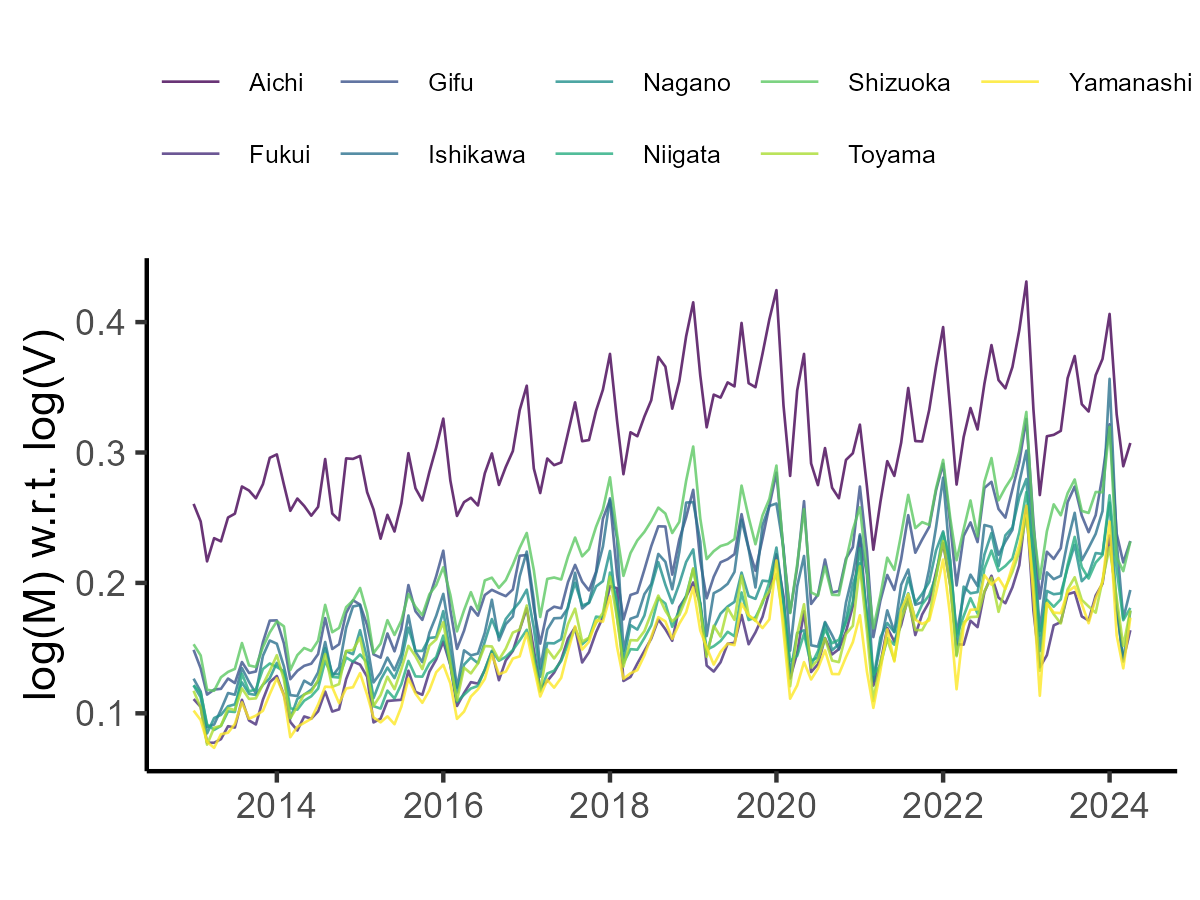 Aichi Gifu Nagano Shizuoka Yamanashi
Fukui Ishikawa Niigata Toyama
log(M) w.r.t. log(V)
0.4
0.3
0.2
0.1
2014 2016 2018 2020 2022 2024